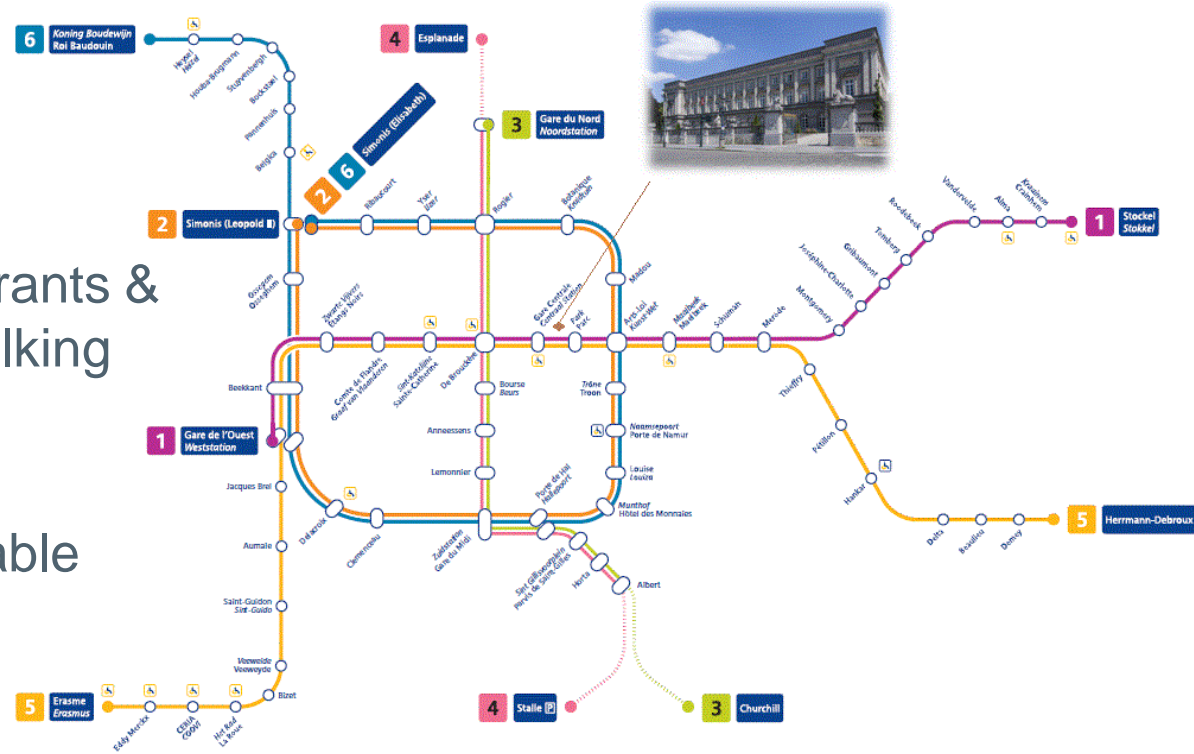 6
Koning Boudewijn
Roi Baudouin
Heysel
Heizel
Houba-Brugmann
Stuyvenbergh
Bockstael
Pannenhuis
Belgica
4
Esplanade
3
Gare du Nord
Noordstation
2
6
Simonis (Elisabeth)
2
Simonis (Leopold II)
Ribaucourt
Yser
IJzer
Rogier
Botanique
Kruidtuin
Madou
Ossegem
Osseghem
rants &
lking
able
Zwarte Vijvers
Étangs Noirs
Comte de Flandre
Graaf van Vlaanderen
Sint-Katelijne
Sainte-Catherine
De Brouckère
Gare Centrale
Centraal Station
Park
Parc
Arts-Loi
Kunst-Wet
Maalbeek
Maelbeek
Schuman
Merode
Montgomery
Joséphine-Charlotte
Gribaumont
Tomberg
Roodebeek
Vandervelde
Alma
Kraainem
Crainhem
1
Stockel
Stokkel
Beekkant
1
Gare de l'Ouest
Weststation
Bourse
Beurs
Anneessens
Lemonnier
Trône
Troon
Naamsepoort
Porte de Namur
Louise
Louiza
Munthof
Hôtel des Monnaies
Porte de Hal
Hallepoort
Thieffry
Pétillon
Hankar
Delta
Beaulieu
Demey
5
Herrmann-Debroux
Jacques Brel
Aumale
Saint-Guidon
Sint-Guido
Veeweide
Veeweyde
Bizet
Delacroix
Clemenceau
Zuidstation
Gare du Midi
Sint Gillisvoorplein
Parvis de Saint-Gilles
Horta
Albert
5
Erasme
Erasmus
Eddy Merckx
CERIA
COOVI
Het Rad
La Roue
4
Stalle P
3
Churchill